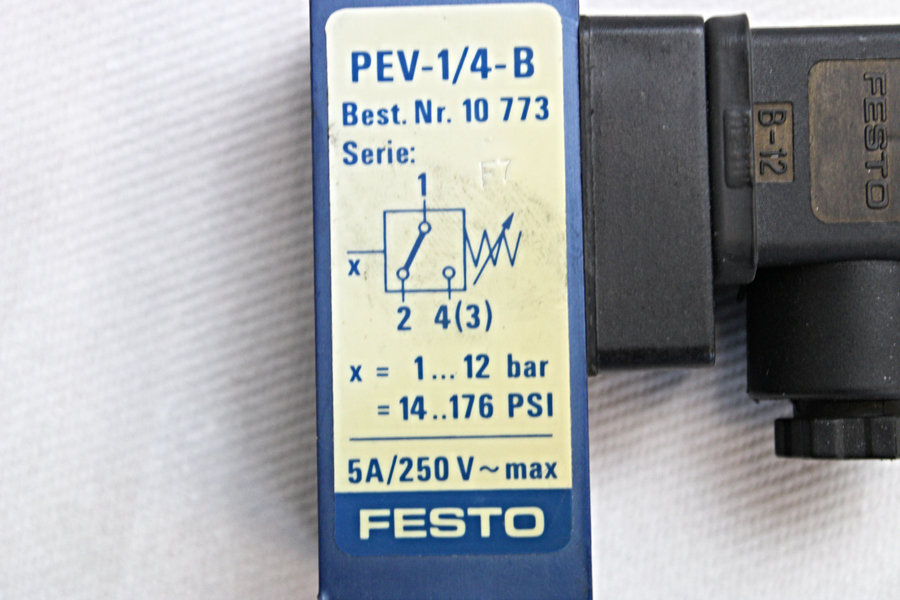 PEV-1/4-B
Best. Nr. 10 773
Serie:
F7
1
x
2 4(3)
x = 1...12 bar
= 14..176 PSI
5A/250 V~max
FESTO
B-12
FESTO